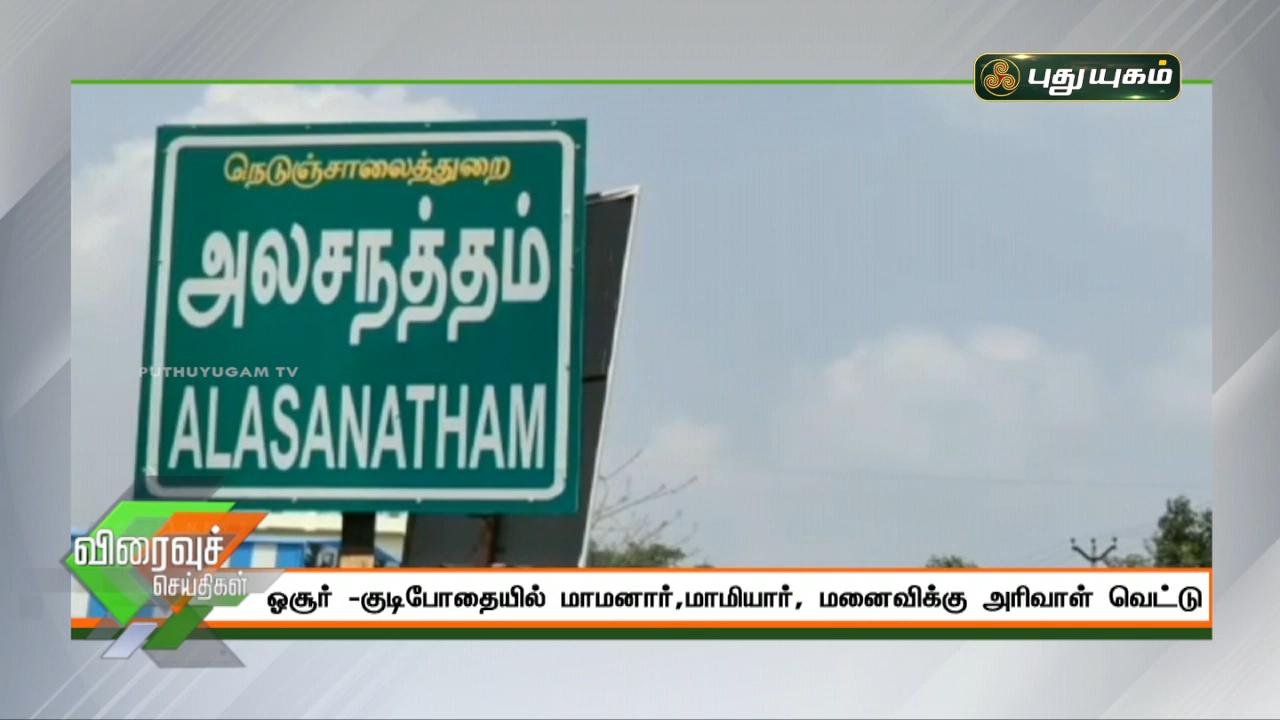 புதுயுகம்
நெடுஞ்சாலைத்துறை
அலசநத்தம்
PUTHUYUGAM TV
ALASANATHAM
விரைவுச்
செய்திகள்
ஓசூர் -குடிபோதையில் மாமனார்,மாமியார், மனைவிக்கு அரிவாள் வெட்டு